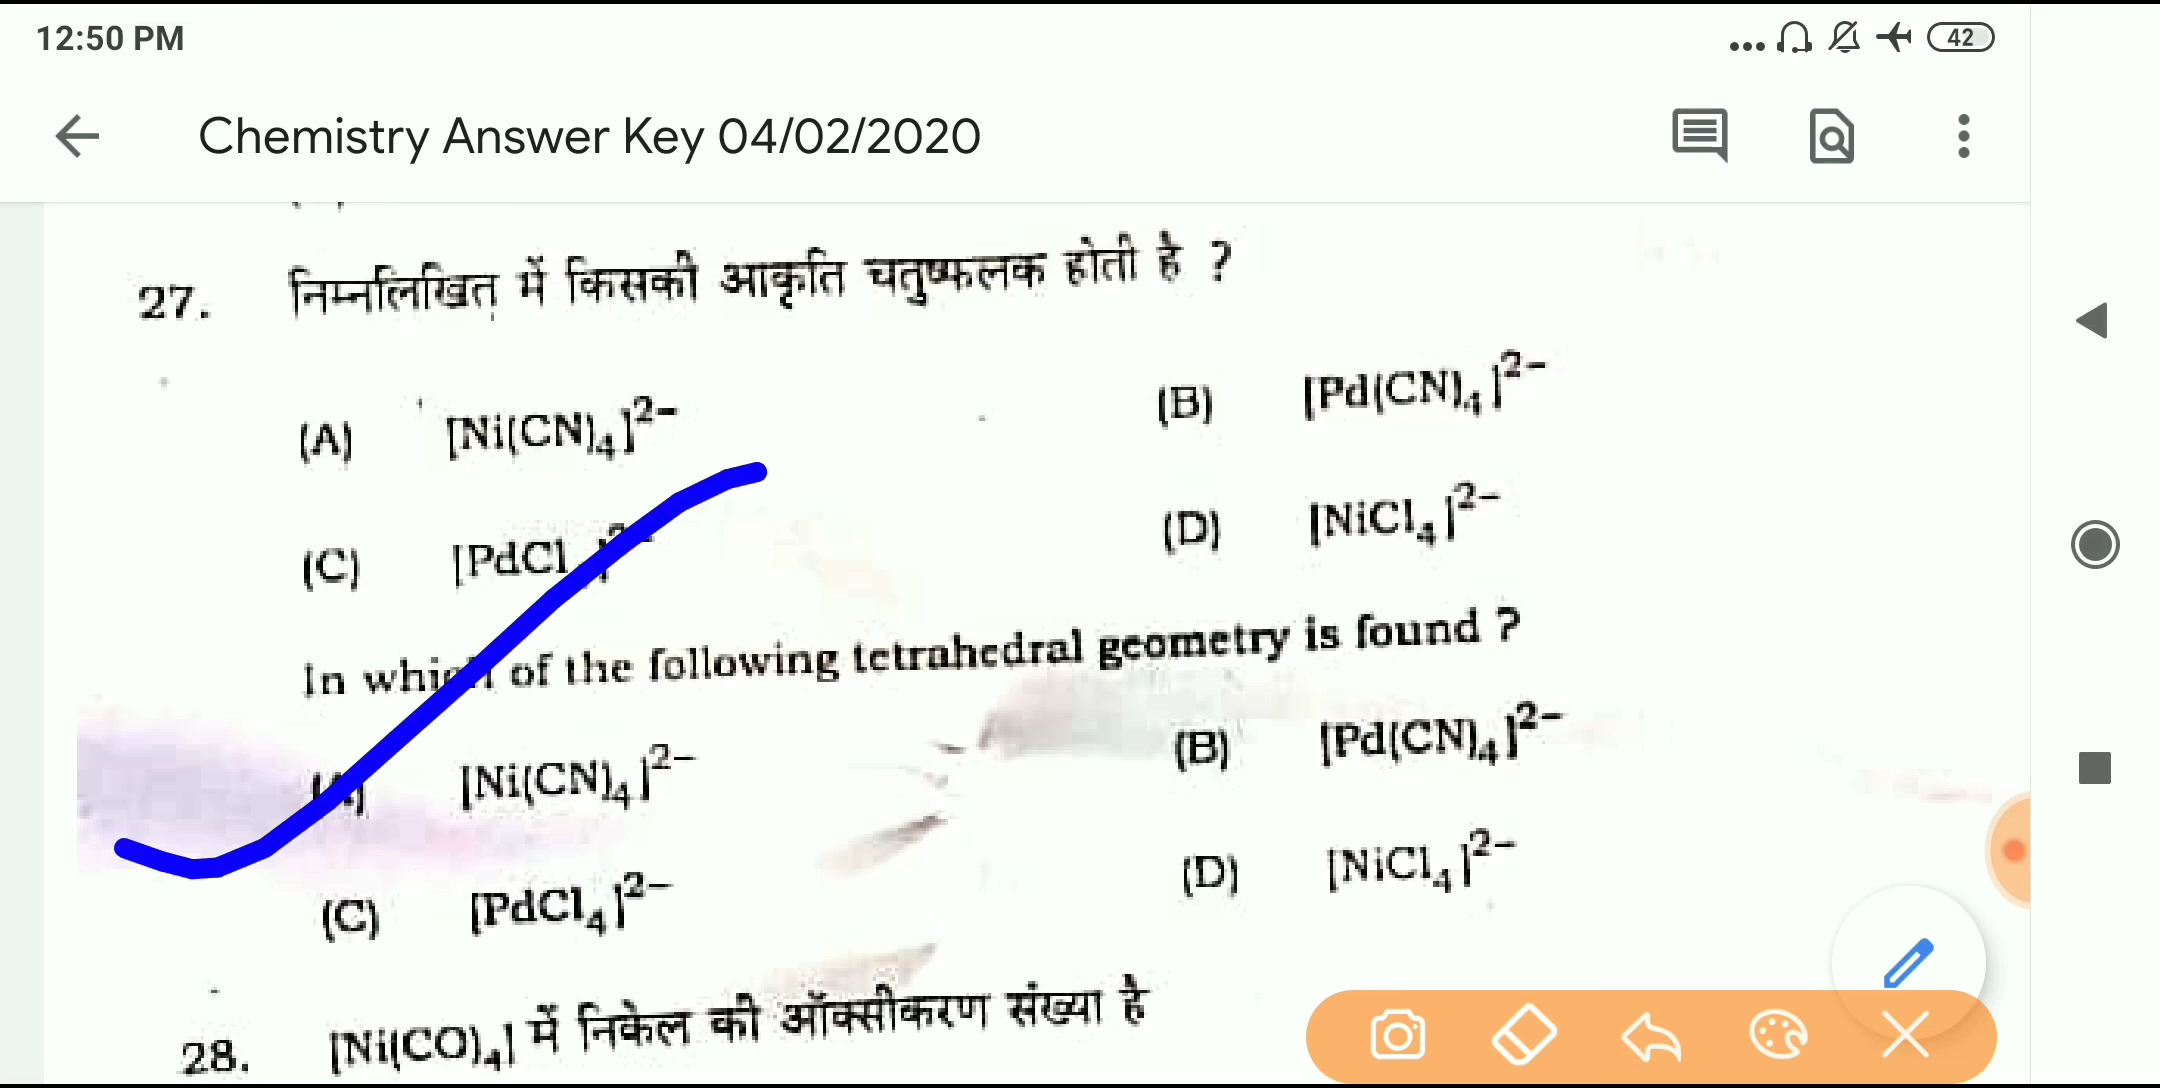 12:50 PM
... 42
Chemistry Answer Key 04/02/2020
27. निम्नलिखित में किसकी आकृति चतुष्फलक होती है ?
(A) [Ni(CN)₄]²⁻ (B) [Pd(CN)₄]²⁻
(C) [PdCl (D) [NiCl₄]²⁻
In which of the following tetrahedral geometry is found ?
[Ni(CN)₄]²⁻ (B) [Pd(CN)₄]²⁻
(C) [PdCl₄]²⁻ (D) [NiCl₄]²⁻
28. [Ni(CO)₄] में निकेल की ऑक्सीकरण संख्या है